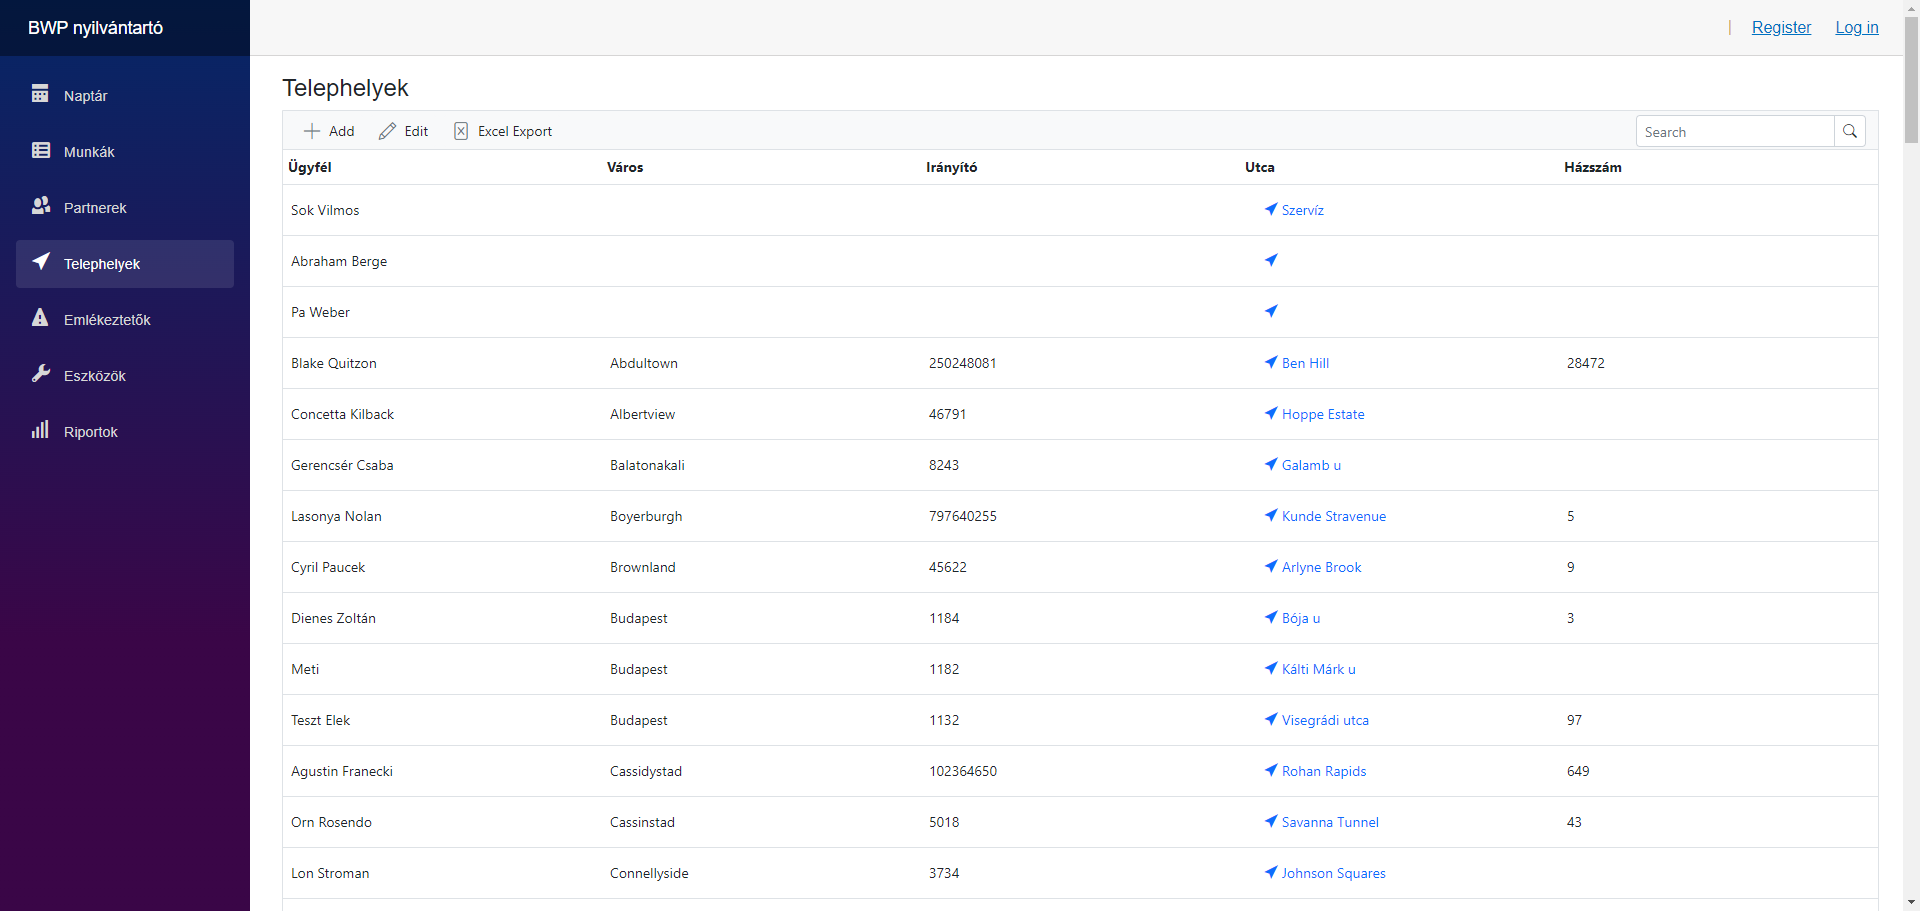 BWP nyilvántartó
| Register Log in
Naptár
Munkák
Partnerek
Telephelyek
Emlékeztetők
Eszközök
Riportok
Telephelyek
Add Edit Excel Export Search
Ügyfél Város Irányító Utca Házszám
Sok Vilmos Szervíz
Abraham Berge
Pa Weber
Blake Quitzon Abdultown 250248081 Ben Hill 28472
Concetta Kilback Albertview 46791 Hoppe Estate
Gerencsér Csaba Balatonakali 8243 Galamb u
Lasonya Nolan Boyerburgh 797640255 Kunde Stravenue 5
Cyril Paucek Brownland 45622 Arlyne Brook 9
Dienes Zoltán Budapest 1184 Bója u 3
Meti Budapest 1182 Kálti Márk u
Teszt Elek Budapest 1132 Visegrádi utca 97
Agustin Franecki Cassidystad 102364650 Rohan Rapids 649
Orn Rosendo Cassinstad 5018 Savanna Tunnel 43
Lon Stroman Connellyside 3734 Johnson Squares